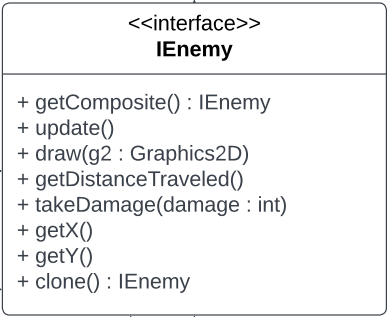 <<interface>>
IEnemy
+ getComposite() : IEnemy
+ update()
+ draw(g2 : Graphics2D)
+ getDistanceTraveled()
+ takeDamage(damage : int)
+ getX()
+ getY()
+ clone() : IEnemy